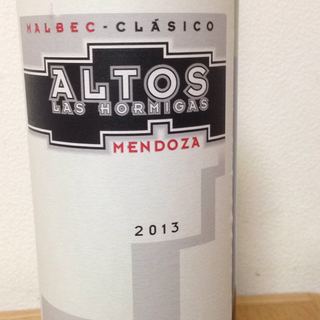 MALBEC - CLÁSICO
ALTOS
LAS HORMIGAS
MENDOZA
2013